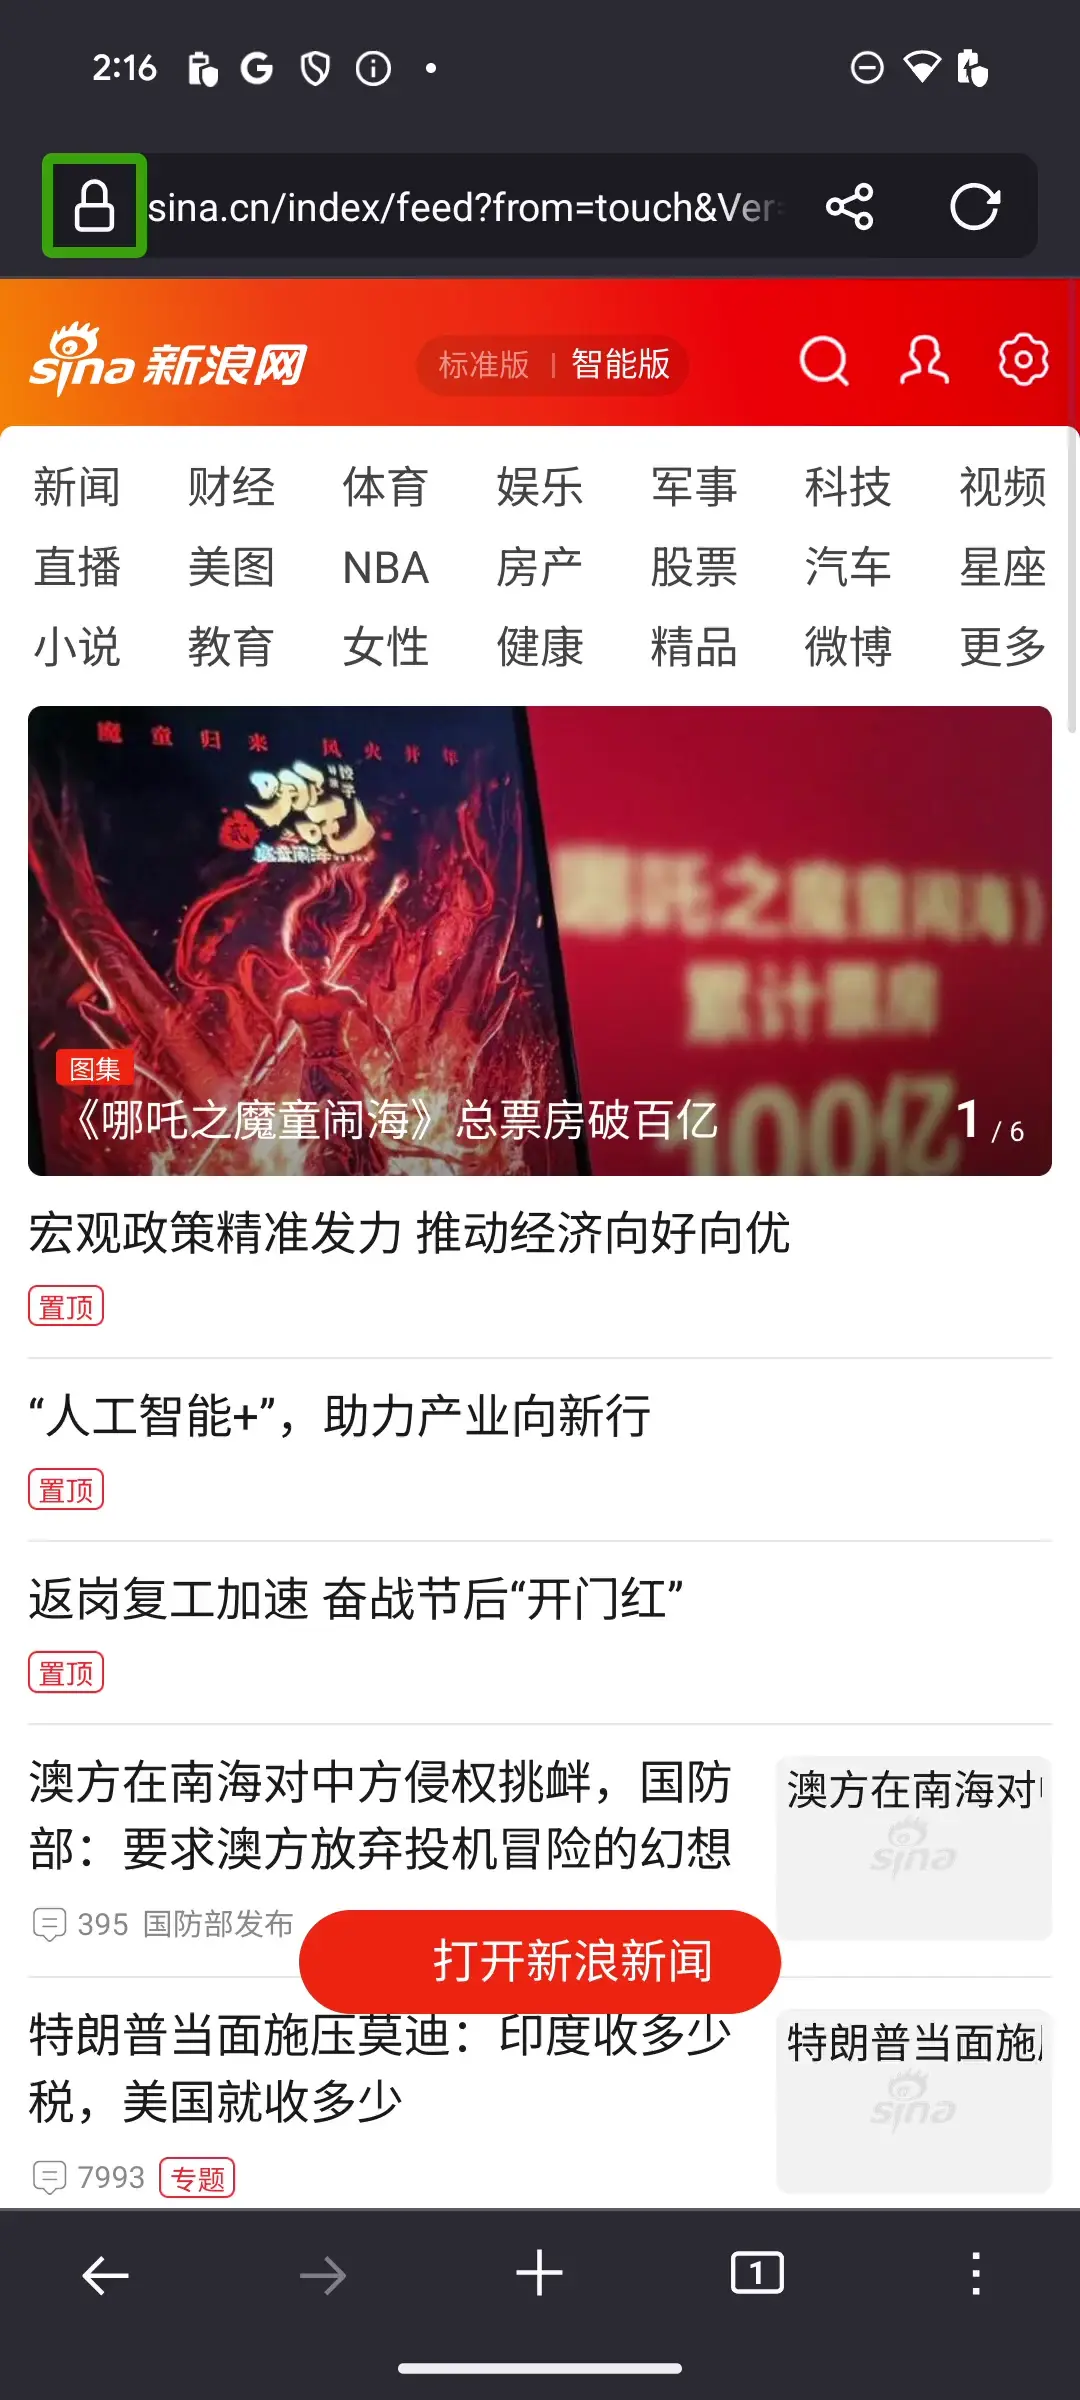 2:16
sina.cn/index/feed?from=touch&Ver=
sina 新浪网
标准版 | 智能版
新闻 财经 体育 娱乐 军事 科技 视频
直播 美图 NBA 房产 股票 汽车 星座
小说 教育 女性 健康 精品 微博 更多
魔童归来 风火并年
哪吒之
魔童闹海
哪吒之魔童闹海》
累计票房
100亿
图集
《哪吒之魔童闹海》总票房破百亿
1 / 6
宏观政策精准发力 推动经济向好向优
置顶
“人工智能+”，助力产业向新行
置顶
返岗复工加速 奋战节后“开门红”
置顶
澳方在南海对中方侵权挑衅，国防
部：要求澳方放弃投机冒险的幻想
澳方在南海对
sina
395 国防部发布
打开新浪新闻
特朗普当面施压莫迪：印度收多少
税，美国就收多少
特朗普当面施
sina
7993 专题
1